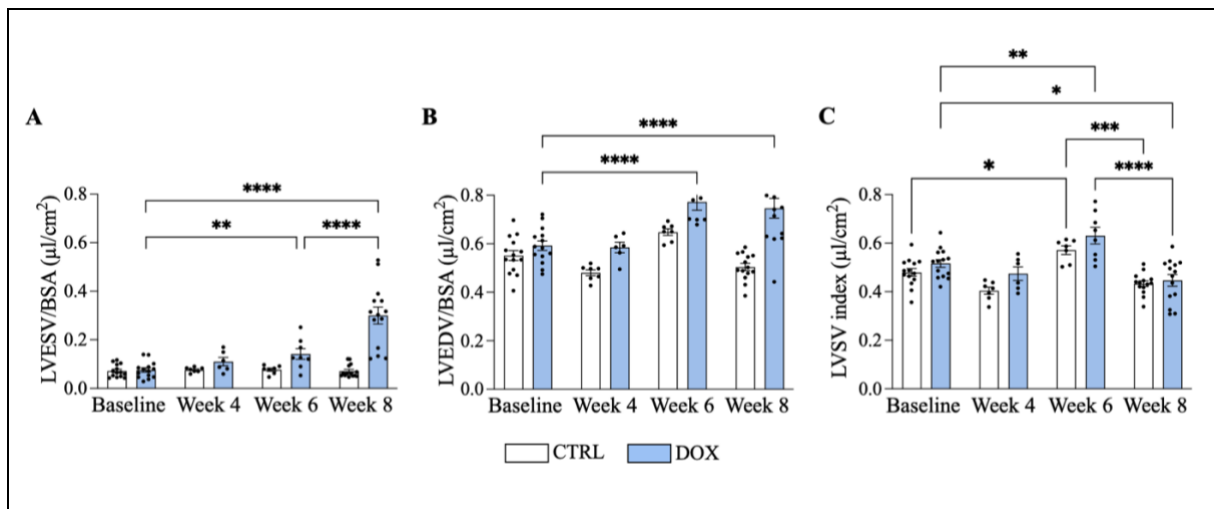 A
LVESV/BSA (µl/cm²)
0.8
0.6
0.4
0.2
0.0
****
**
****
Baseline Week 4 Week 6 Week 8
B
LVEDV/BSA (µl/cm²)
0.8
0.6
0.4
0.2
0.0
****
****
Baseline Week 4 Week 6 Week 8
C
LVSV index (µl/cm²)
0.8
0.6
0.4
0.2
0.0
**
*
***
*
****
Baseline Week 4 Week 6 Week 8
CTRL DOX